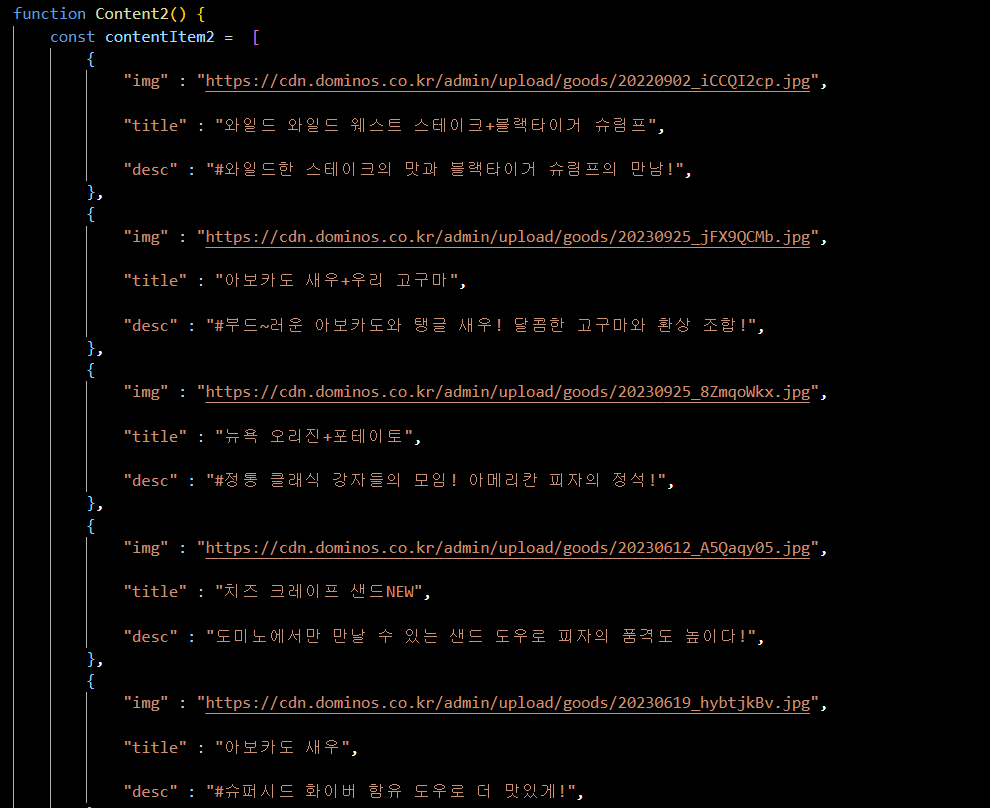 function Content2() {
const contentItem2 = [
{
"img" : "https://cdn.dominos.co.kr/admin/upload/goods/20220902_iCCQI2cp.jpg",
"title" : "와일드 와일드 웨스트 스테이크+블랙타이거 슈림프",
"desc" : "#와일드한 스테이크의 맛과 블랙타이거 슈림프의 만남!",
},
{
"img" : "https://cdn.dominos.co.kr/admin/upload/goods/20230925_jFX9QCMb.jpg",
"title" : "아보카도 새우+우리 고구마",
"desc" : "#부드~러운 아보카도와 탱글 새우! 달콤한 고구마와 환상 조합!",
},
{
"img" : "https://cdn.dominos.co.kr/admin/upload/goods/20230925_8ZmqoWkx.jpg",
"title" : "뉴욕 오리진+포테이토",
"desc" : "#정통 클래식 강자들의 모임! 아메리칸 피자의 정석!",
},
{
"img" : "https://cdn.dominos.co.kr/admin/upload/goods/20230612_A5Qaqy05.jpg",
"title" : "치즈 크레이프 샌드NEW",
"desc" : "도미노에서만 만날 수 있는 샌드 도우로 피자의 품격도 높이다!",
},
{
"img" : "https://cdn.dominos.co.kr/admin/upload/goods/20230619_hybtjkBv.jpg",
"title" : "아보카도 새우",
"desc" : "#슈퍼시드 화이버 함유 도우로 더 맛있게!",